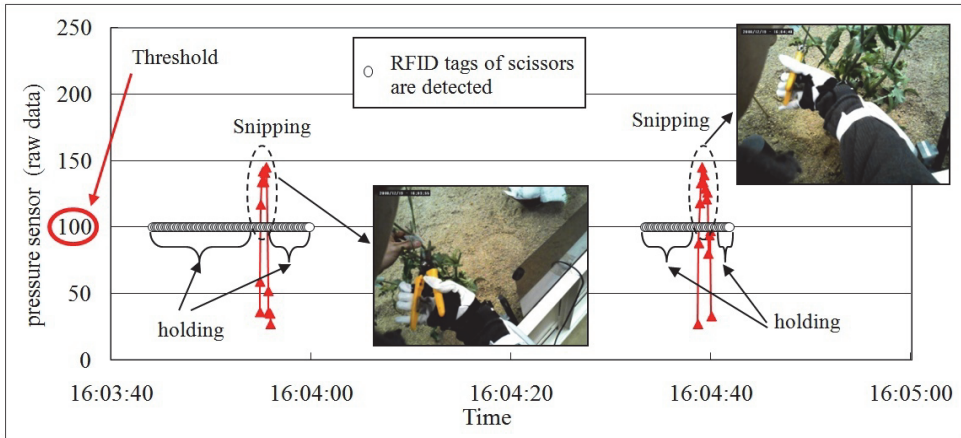 250
200
150
100
50
0
pressure sensor (raw data)
Threshold
RFID tags of scissors
are detected
Snipping
Snipping
holding
holding
16:03:40
16:04:00
16:04:20
16:04:40
16:05:00
Time